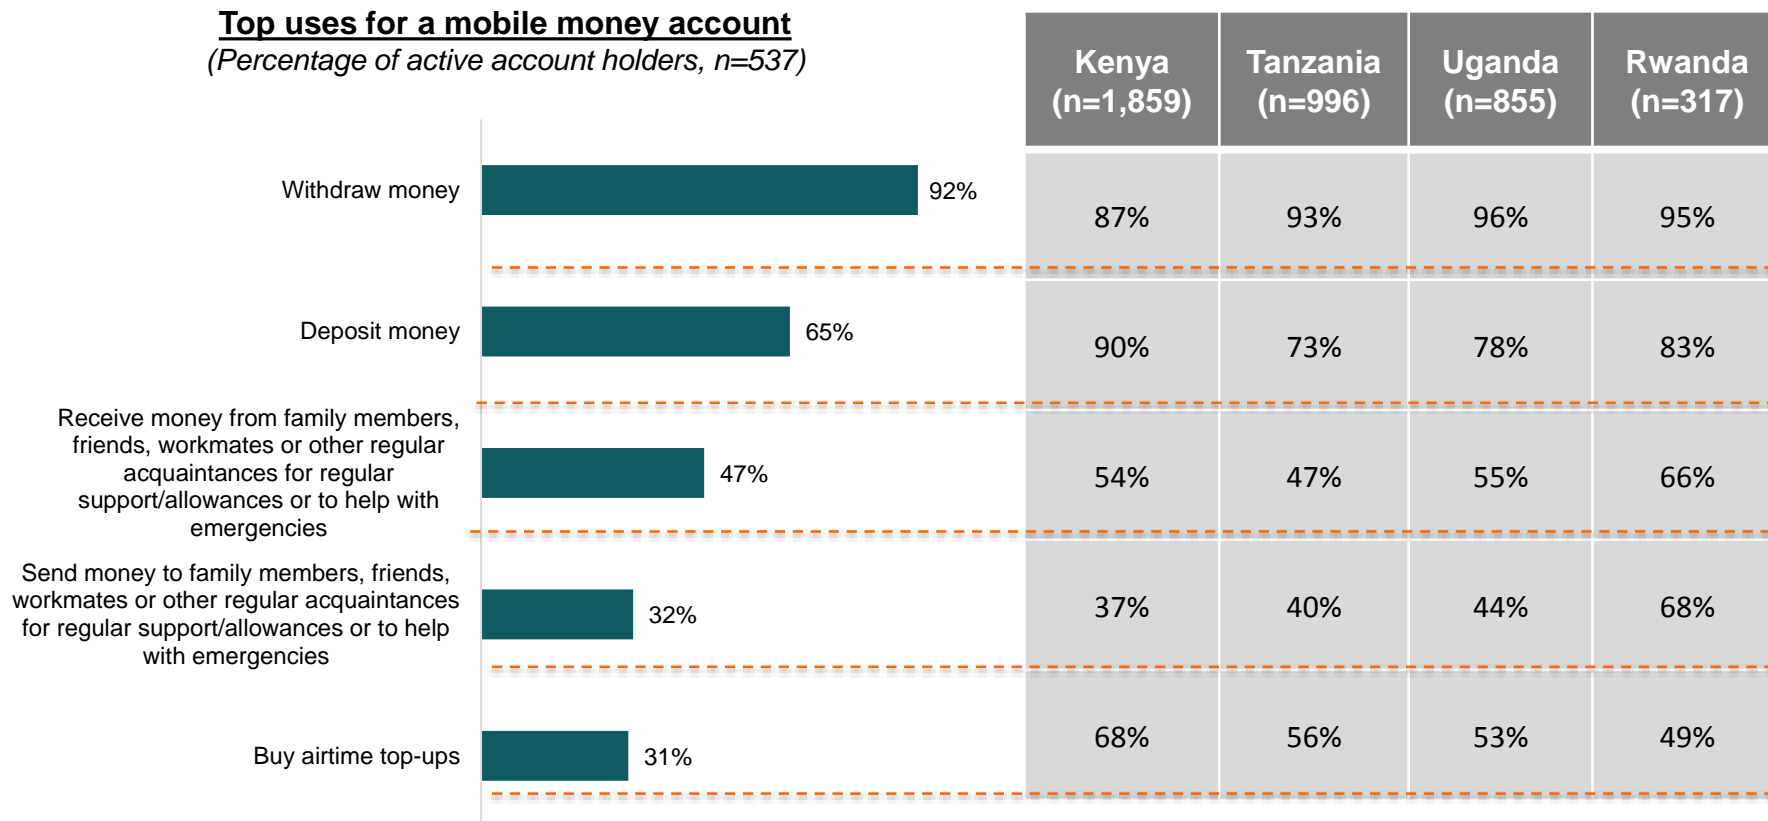 Top uses for a mobile money account
(Percentage of active account holders, n=537)
Kenya
(n=1,859)
Tanzania
(n=996)
Uganda
(n=855)
Rwanda
(n=317)
Withdraw money
92%
87%
93%
96%
95%
Deposit money
65%
90%
73%
78%
83%
Receive money from family members,
friends, workmates or other regular
acquaintances for regular
support/allowances or to help with
emergencies
47%
54%
47%
55%
66%
Send money to family members, friends,
workmates or other regular acquaintances
for regular support/allowances or to help
with emergencies
32%
37%
40%
44%
68%
Buy airtime top-ups
31%
68%
56%
53%
49%